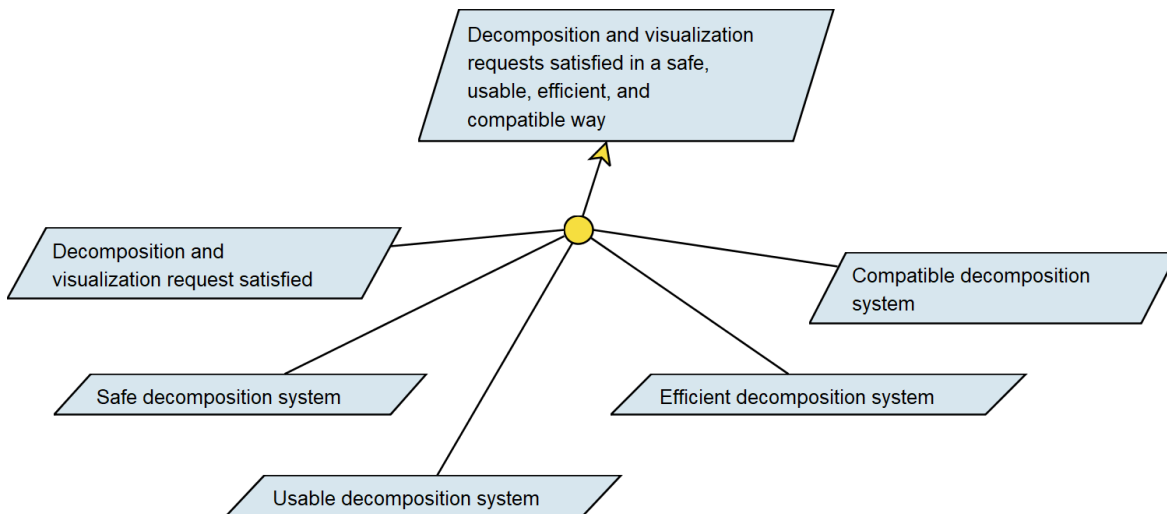 Decomposition and visualization
requests satisfied in a safe,
usable, efficient, and
compatible way
Decomposition and
visualization request satisfied
Compatible decomposition
system
Safe decomposition system
Efficient decomposition system
Usable decomposition system